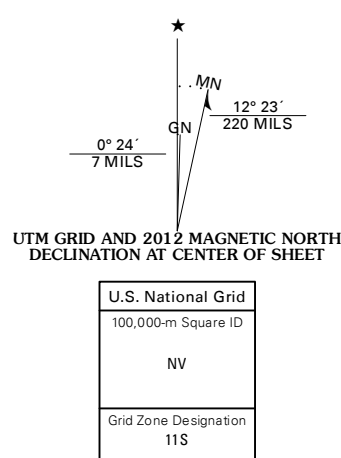 ★
MN
12° 23´
220 MILS
GN
0° 24´
7 MILS
UTM GRID AND 2012 MAGNETIC NORTH
DECLINATION AT CENTER OF SHEET
U.S. National Grid
100,000-m Square ID
NV
Grid Zone Designation
11S